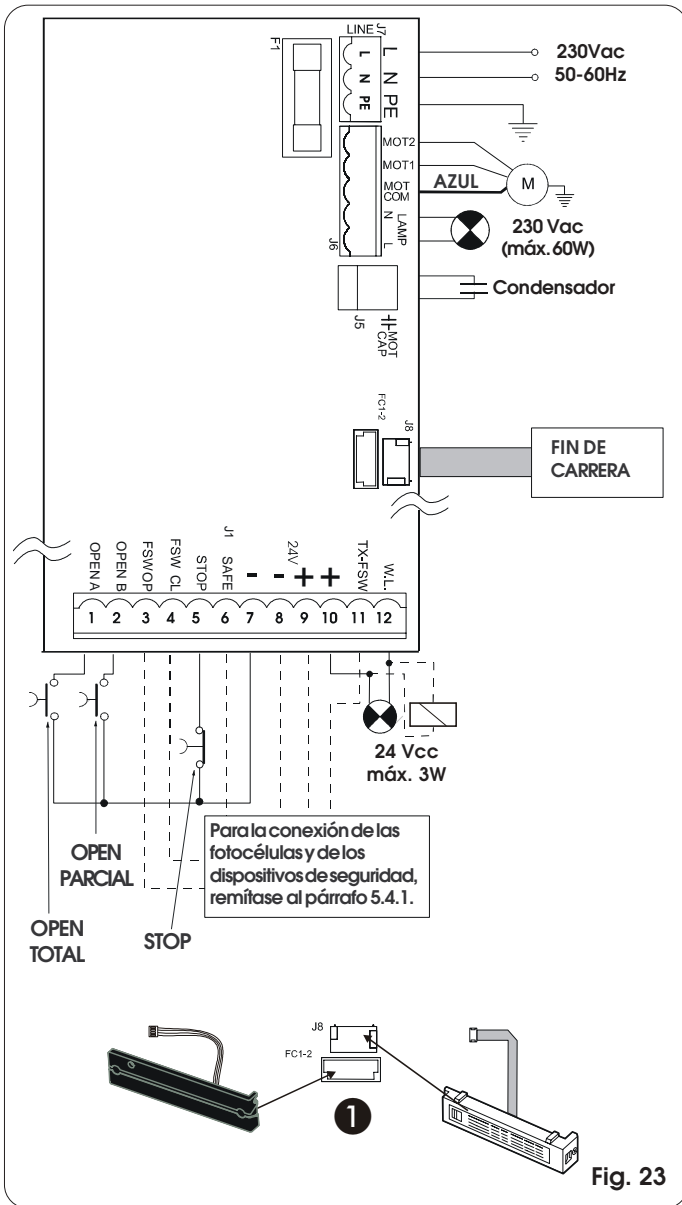 LINE J7
F1
L L
N N
PE PE
230Vac
50-60Hz
MOT2
MOT1
MOT
COM
AZUL
M
N
L
LAMP
J6
230 Vac
(máx.60W)
Condensador
J5
MOT
CAP
FC1-2
J8
FIN DE
CARRERA
OPEN A
OPEN B
FSW OP
FSW CL
STOP
J1
SAFE
-
-
24V
+
+
TX-FSW
W.L.
1 2 3 4 5 6 7 8 9 10 11 12
24 Vcc
máx. 3W
Para la conexión de las
fotocélulas y de los
dispositivos de seguridad,
remítase al párrafo 5.4.1.
OPEN
PARCIAL
OPEN
TOTAL
STOP
J8
FC1-2
1
Fig. 23